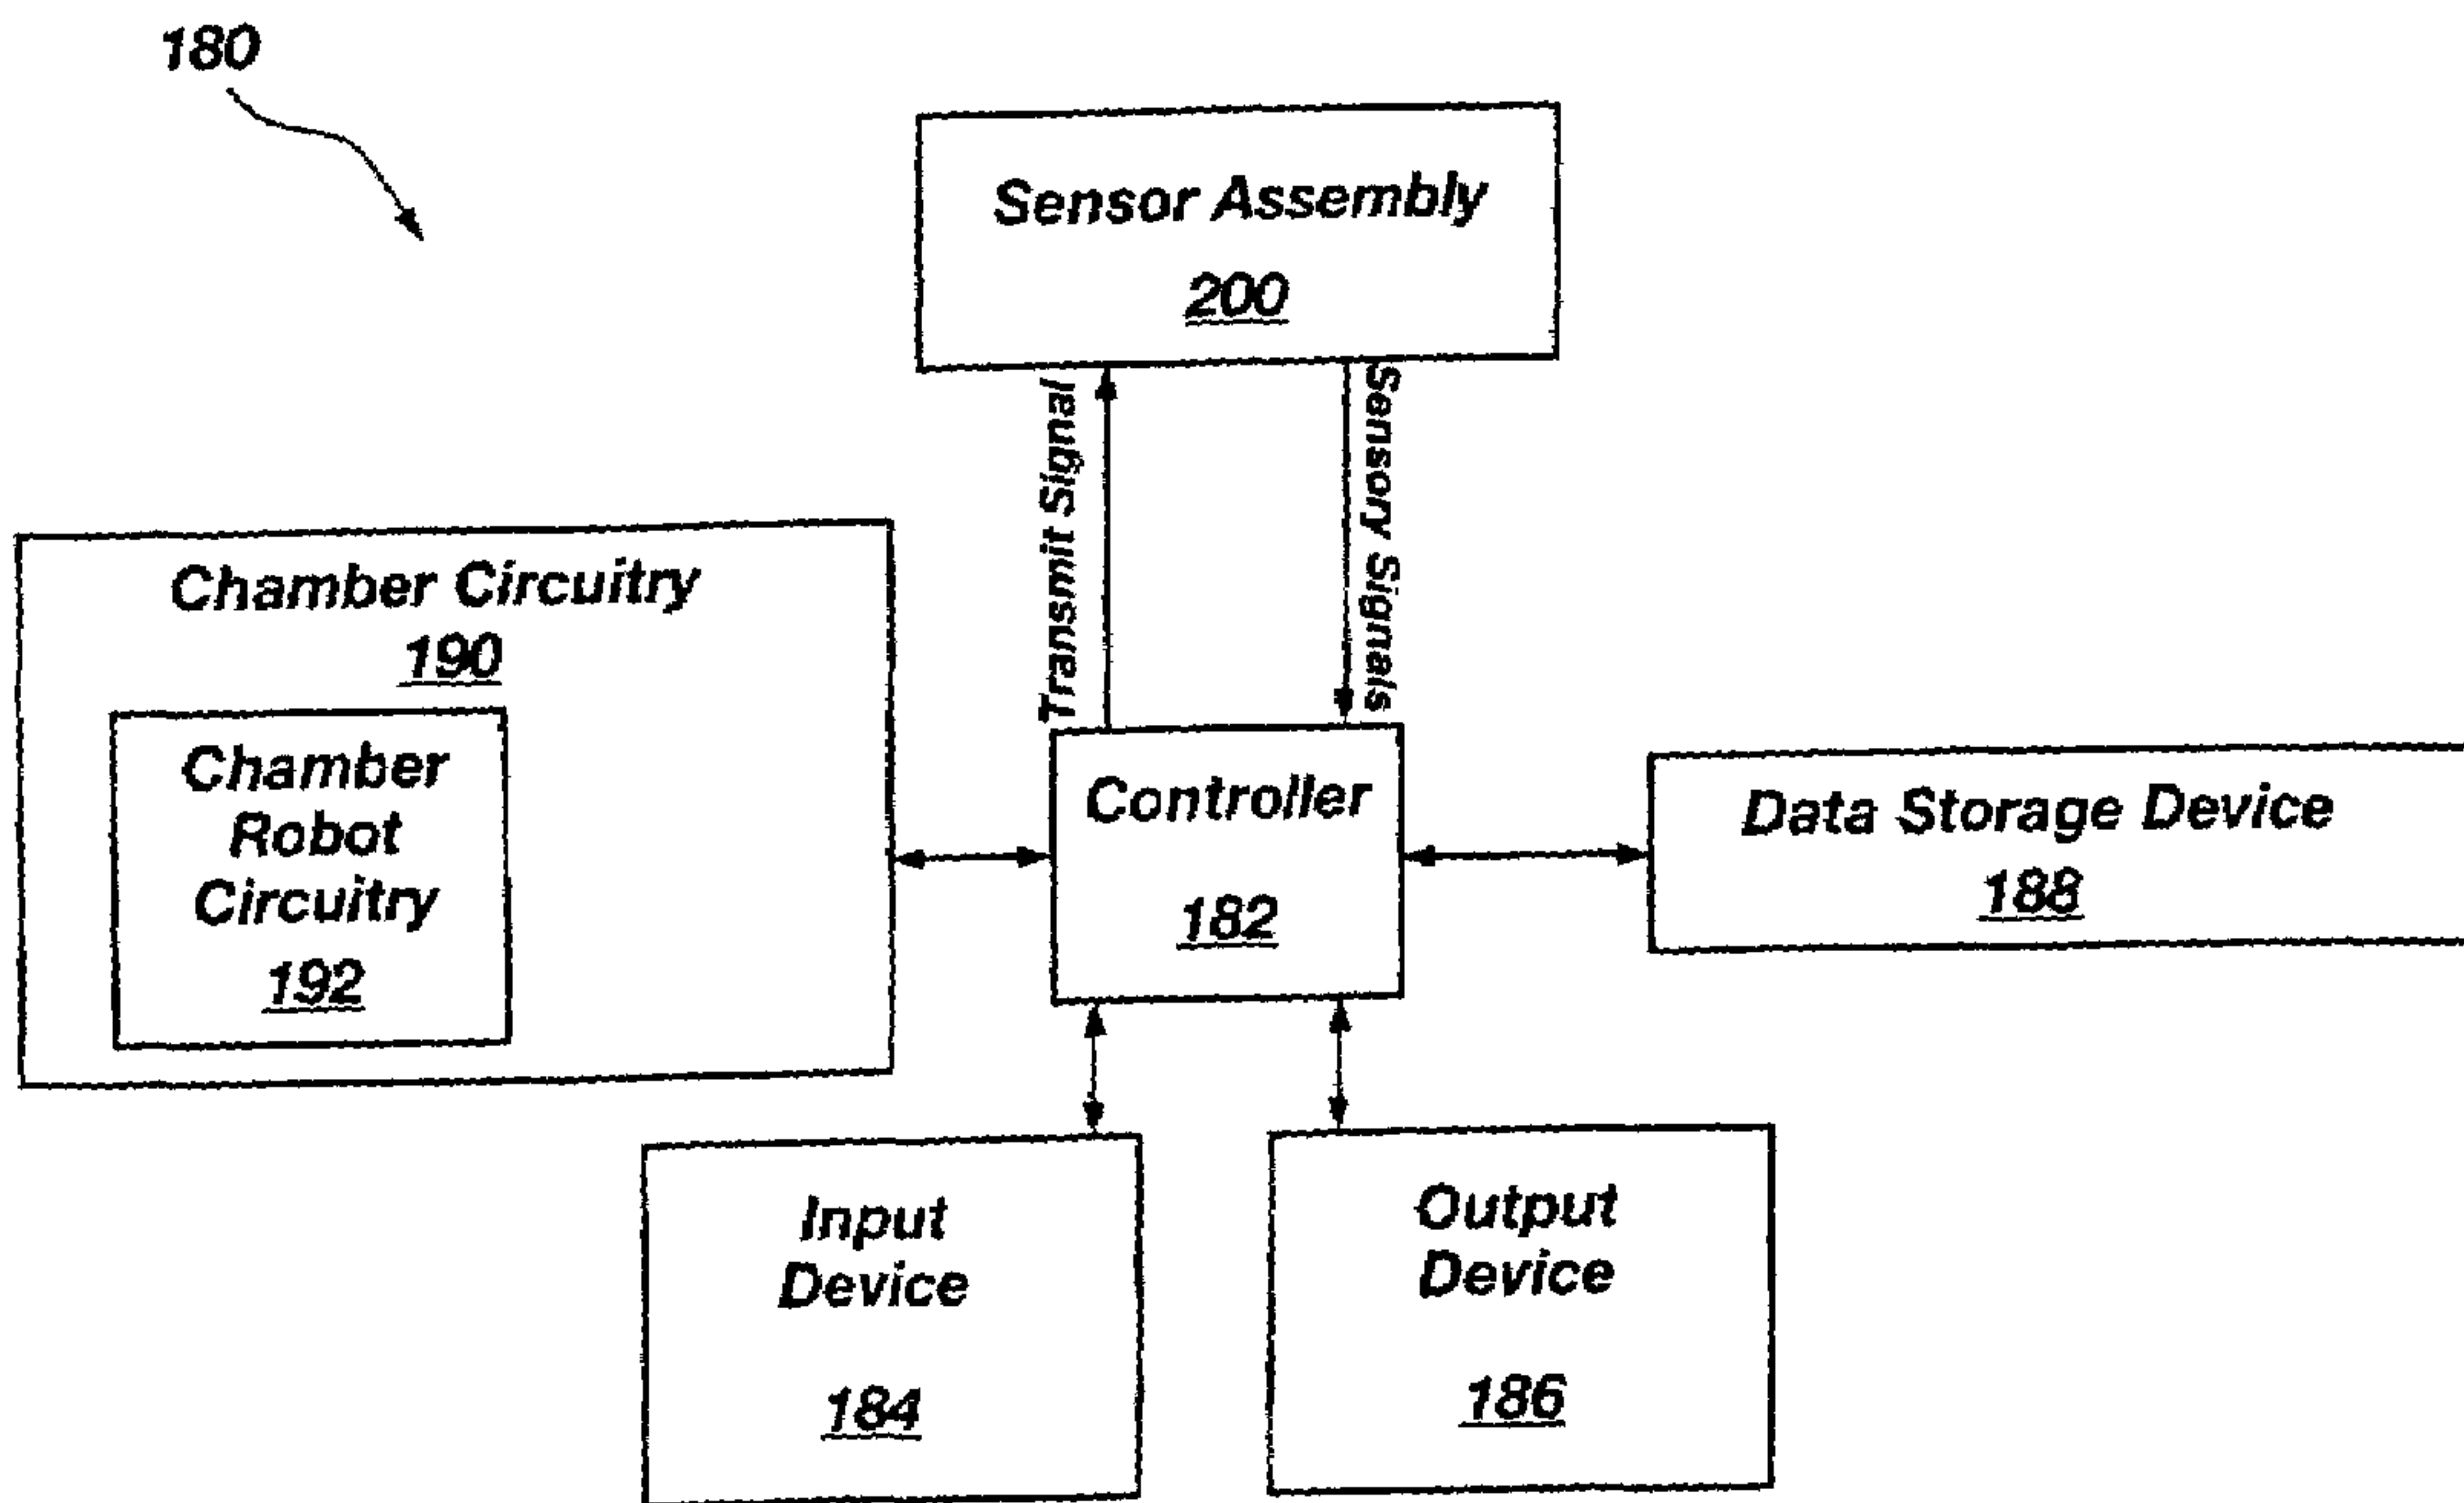 180
Sensor Assembly
200
Transmit Signal
Sensory Signals
Chamber Circuitry
190
Chamber
Robot
Circuitry
192
Controller
182
Data Storage Device
188
Input
Device
184
Output
Device
186